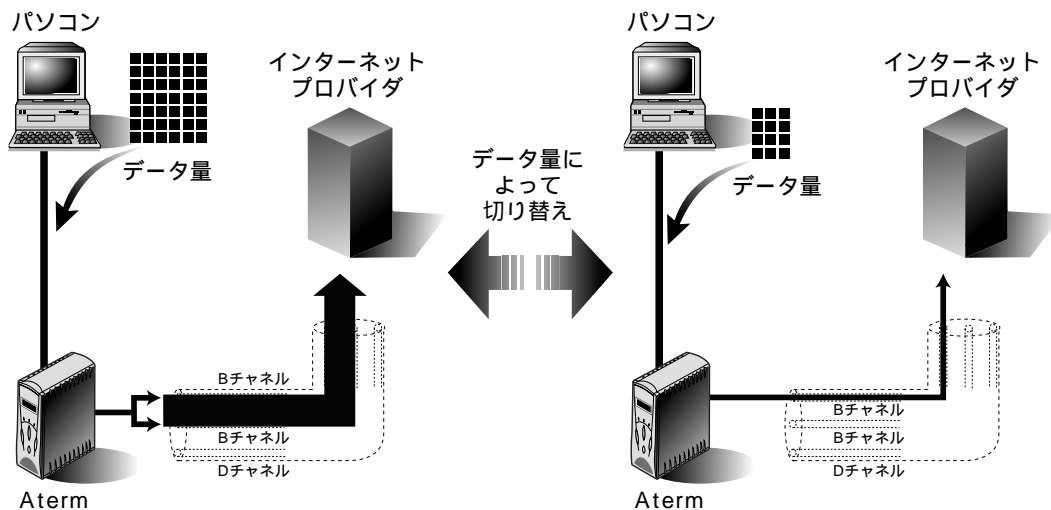 パソコン
インターネット
プロバイダ
データ量
Bチャネル
Bチャネル
Dチャネル
Aterm
データ量に
よって
切り替え
パソコン
インターネット
プロバイダ
データ量
Bチャネル
Bチャネル
Dチャネル
Aterm